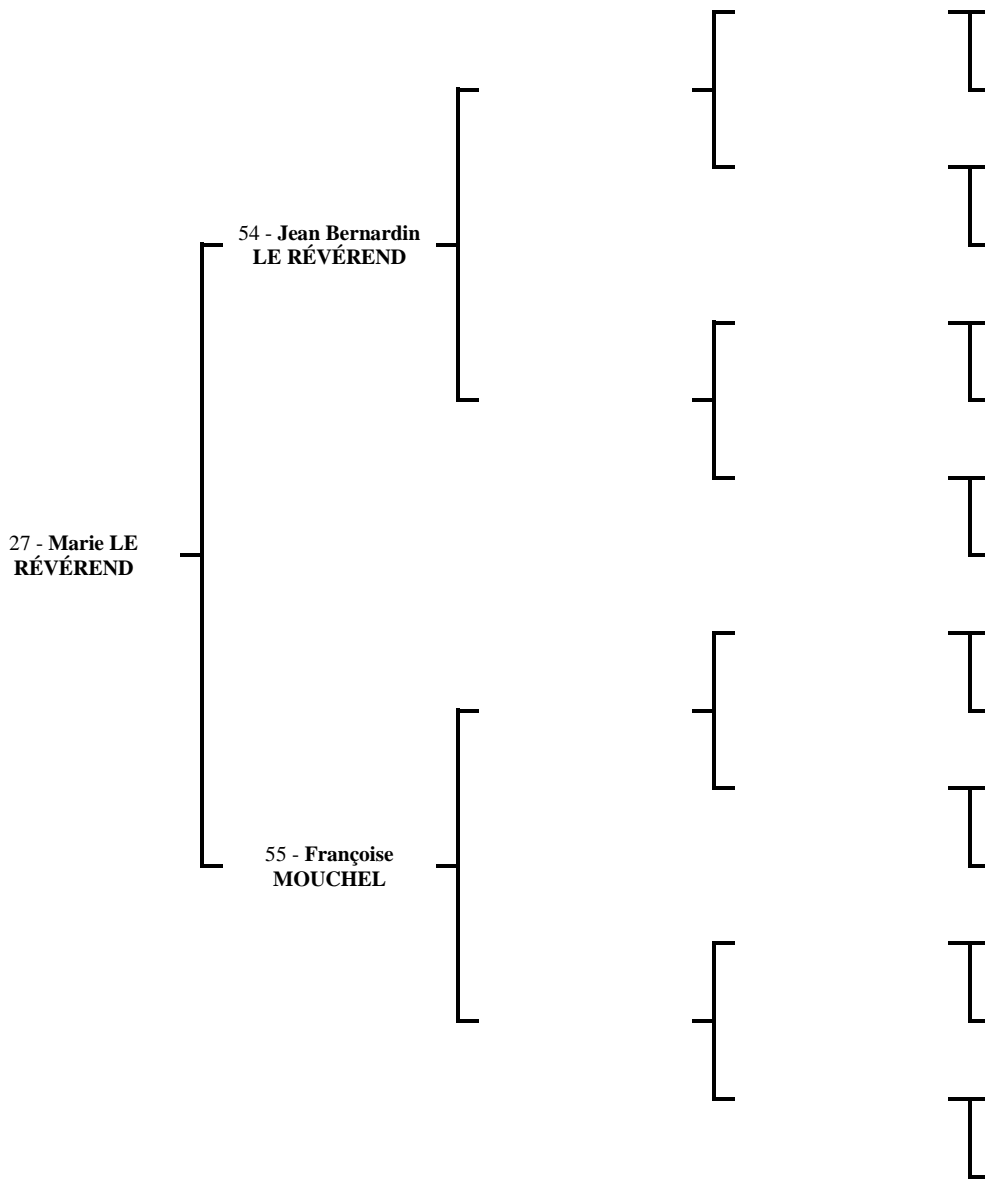 54 - Jean Bernardin
LE RÉVÉREND
27 - Marie LE
RÉVÉREND
55 - Françoise
MOUCHEL